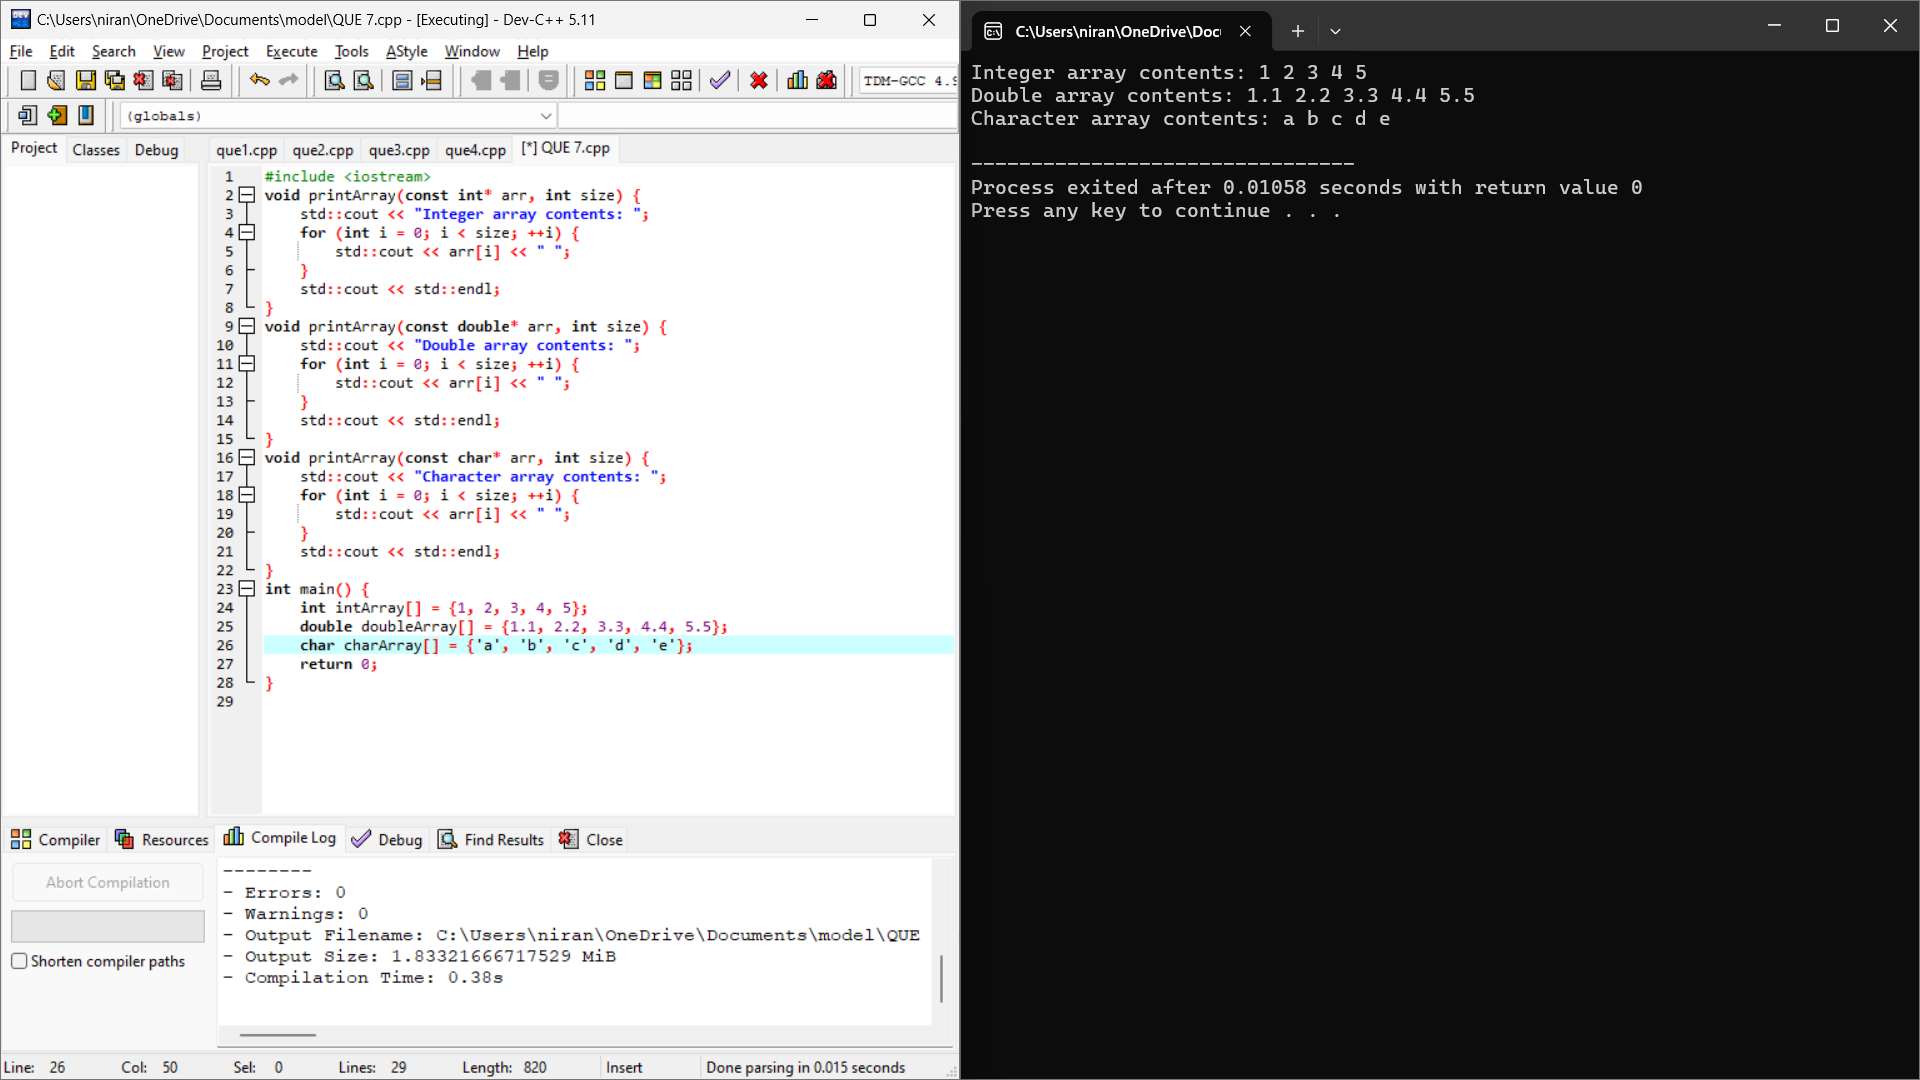 C:\Users\niran\OneDrive\Documents\model\QUE 7.cpp - [Executing] - Dev-C++ 5.11
File Edit Search View Project Execute Tools AStyle Window Help
TDM-GCC 4.9
(globals)
Project Classes Debug
que1.cpp que2.cpp que3.cpp que4.cpp [*] QUE 7.cpp
1 #include <iostream>
2 void printArray(const int* arr, int size) {
3     std::cout << "Integer array contents: ";
4     for (int i = 0; i < size; ++i) {
5         std::cout << arr[i] << " ";
6     }
7     std::cout << std::endl;
8 }
9 void printArray(const double* arr, int size) {
10     std::cout << "Double array contents: ";
11     for (int i = 0; i < size; ++i) {
12         std::cout << arr[i] << " ";
13     }
14     std::cout << std::endl;
15 }
16 void printArray(const char* arr, int size) {
17     std::cout << "Character array contents: ";
18     for (int i = 0; i < size; ++i) {
19         std::cout << arr[i] << " ";
20     }
21     std::cout << std::endl;
22 }
23 int main() {
24     int intArray[] = {1, 2, 3, 4, 5};
25     double doubleArray[] = {1.1, 2.2, 3.3, 4.4, 5.5};
26     char charArray[] = {'a', 'b', 'c', 'd', 'e'};
27     return 0;
28 }
29
Compiler Resources Compile Log Debug Find Results Close
Abort Compilation
Shorten compiler paths
--------
- Errors: 0
- Warnings: 0
- Output Filename: C:\Users\niran\OneDrive\Documents\model\QUE
- Output Size: 1.83321666717529 MiB
- Compilation Time: 0.38s
Line: 26 Col: 50 Sel: 0 Lines: 29 Length: 820 Insert Done parsing in 0.015 seconds
C:\Users\niran\OneDrive\Doc
Integer array contents: 1 2 3 4 5
Double array contents: 1.1 2.2 3.3 4.4 5.5
Character array contents: a b c d e
--------------------------------
Process exited after 0.01058 seconds with return value 0
Press any key to continue . . .